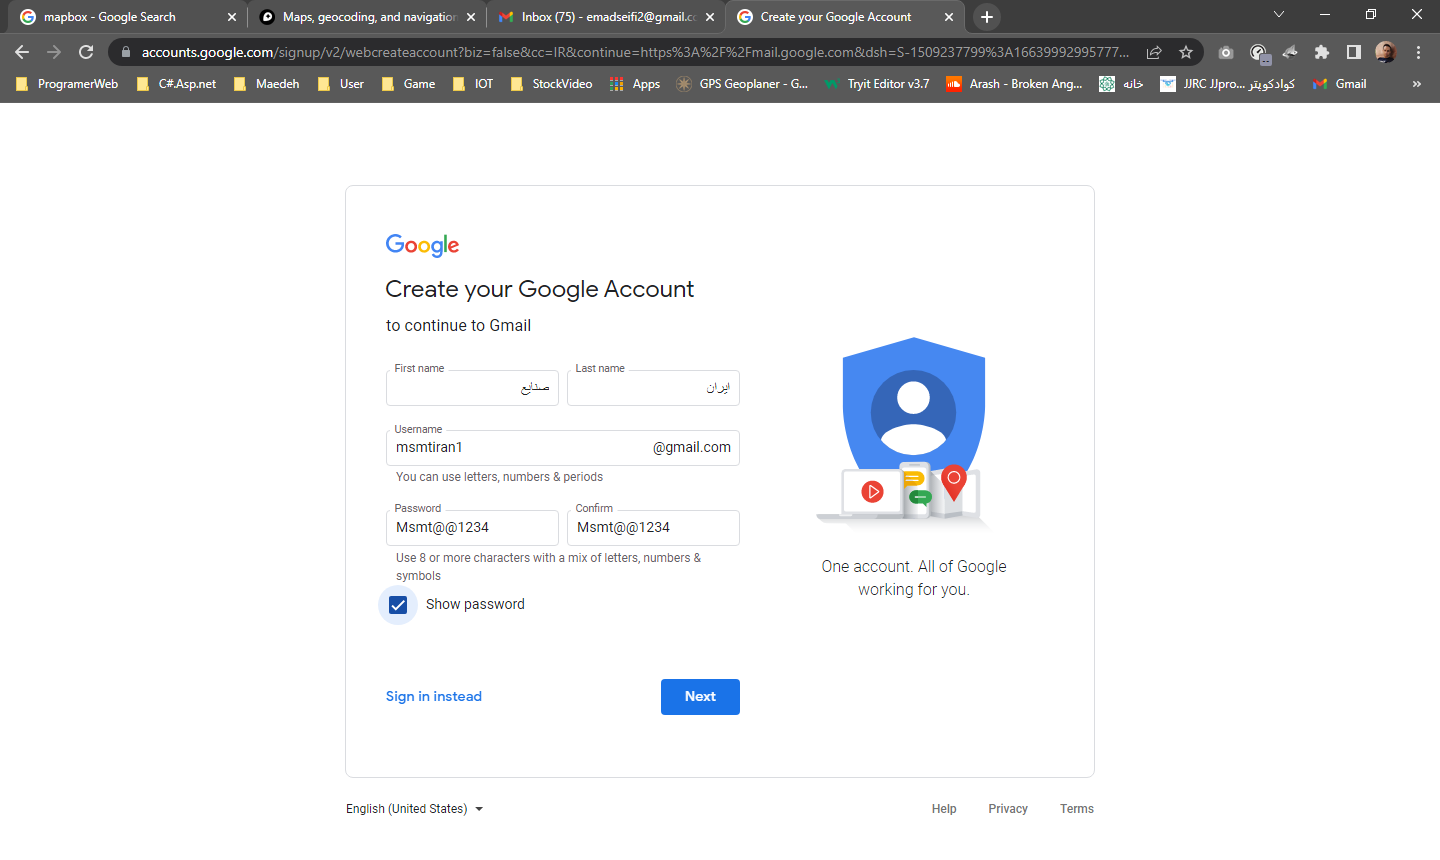 mapbox - Google Search
Maps, geocoding, and navigation
Inbox (75) - emadseifi2@gmail.co
Create your Google Account
accounts.google.com/signup/v2/webcreateaccount?biz=false&cc=IR&continue=https%3A%2F%2Fmail.google.com&dsh=S-1509237799%3A16639992995777...
ProgramerWeb
C#.Asp.net
Maedeh
User
Game
IOT
StockVideo
Apps
GPS Geoplaner - G...
Tryit Editor v3.7
Arash - Broken Ang...
خانه
JJRC JJpro... کوادکوپتر
Gmail
»
Google
Create your Google Account
to continue to Gmail
First name
صنایع
Last name
ایران
Username
msmtiran1
@gmail.com
You can use letters, numbers & periods
Password
Msmt@@1234
Confirm
Msmt@@1234
Use 8 or more characters with a mix of letters, numbers &
symbols
Show password
Sign in instead
Next
One account. All of Google
working for you.
English (United States)
Help
Privacy
Terms